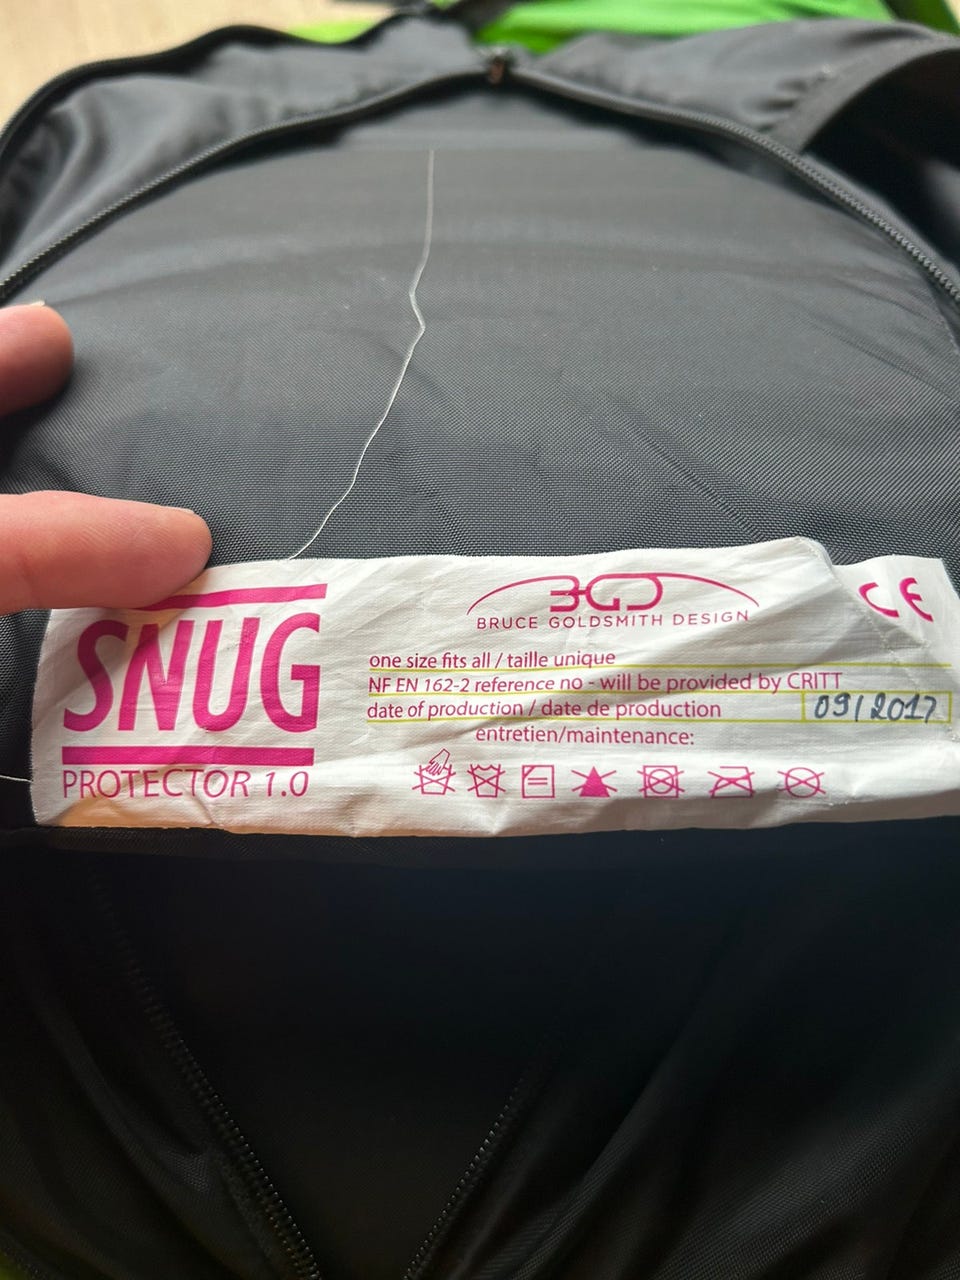 SNUG
PROTECTOR 1.0
BGD
BRUCE GOLDSMITH DESIGN
CE
one size fits all / taille unique
NF EN 162-2 reference no - will be provided by CRITT
date of production / date de production 09/2017
entretien/maintenance: